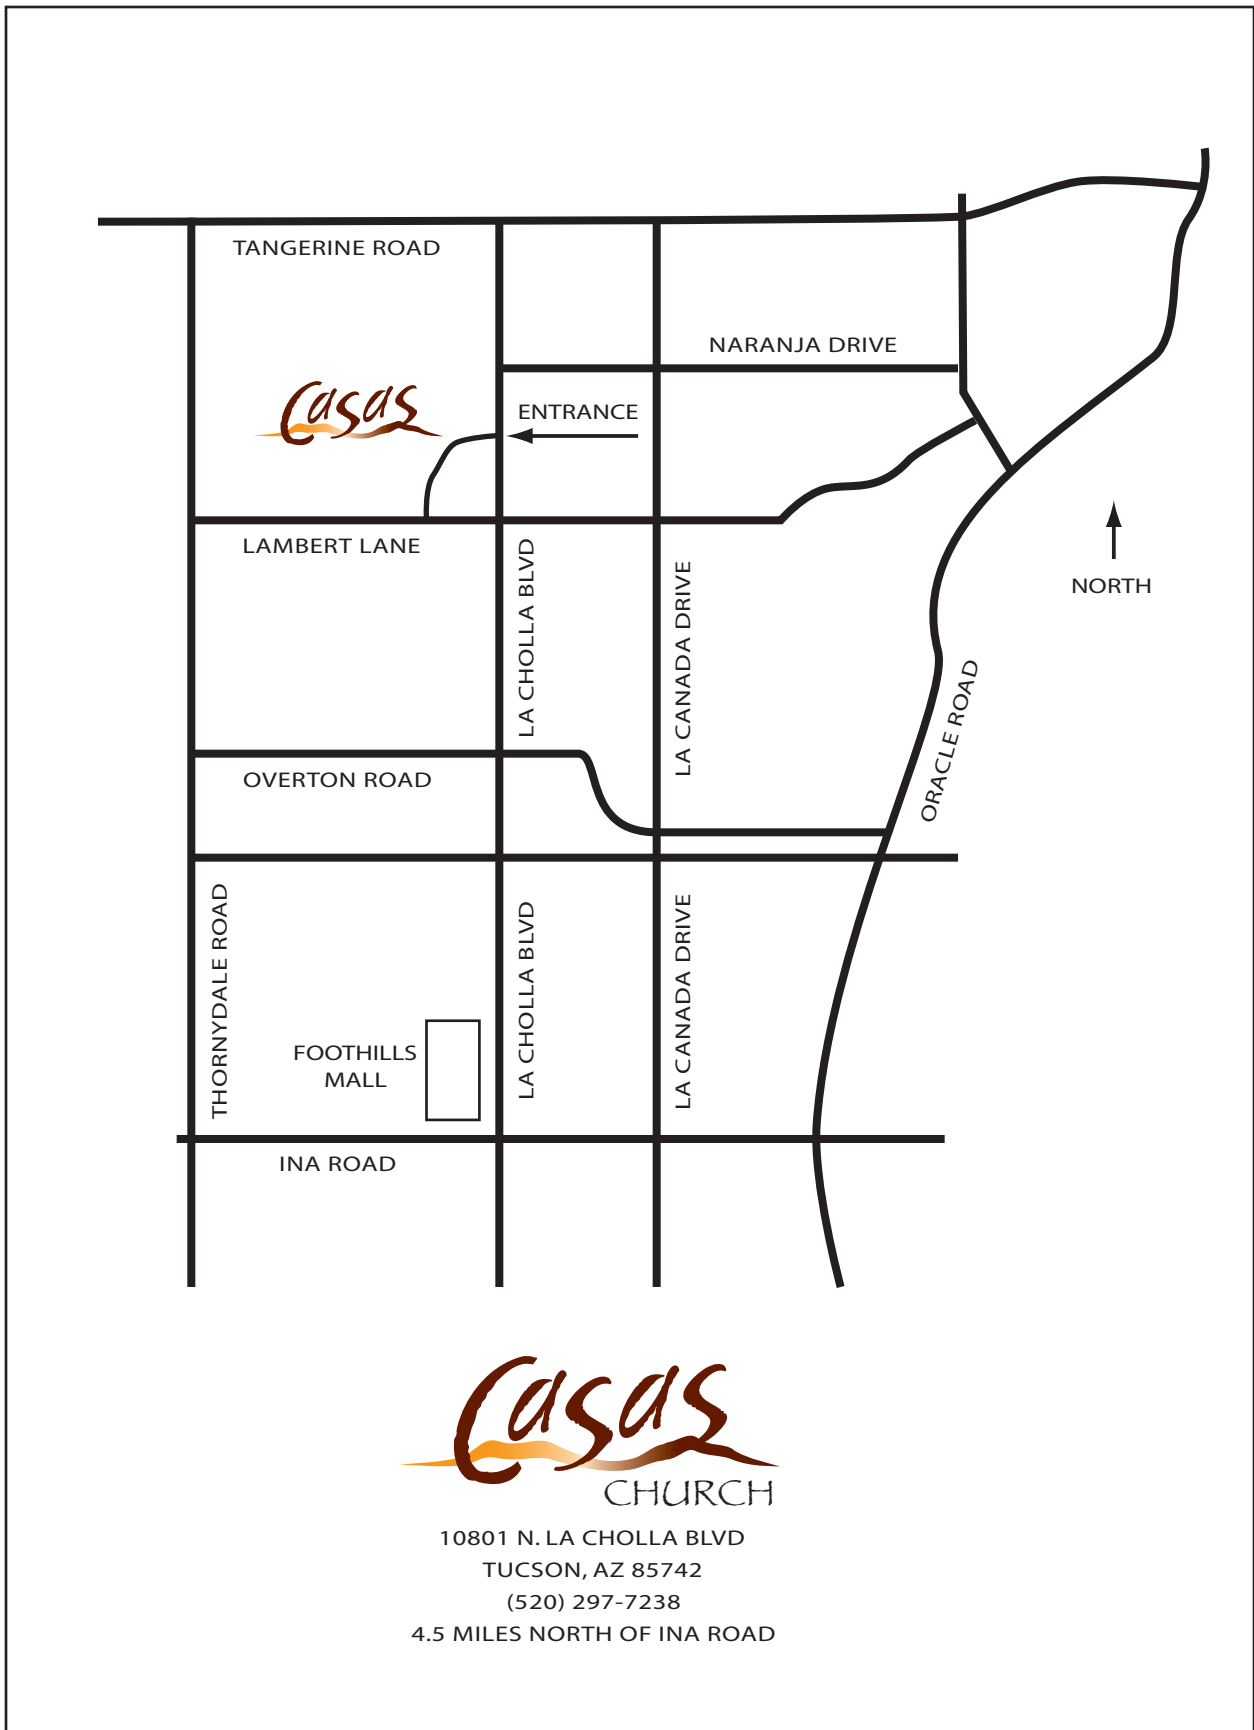 TANGERINE ROAD
NARANJA DRIVE
Casas
ENTRANCE
LAMBERT LANE
LA CHOLLA BLVD
LA CANADA DRIVE
NORTH
ORACLE ROAD
OVERTON ROAD
THORNYDALE ROAD
LA CHOLLA BLVD
LA CANADA DRIVE
FOOTHILLS
MALL
INA ROAD
Casas
CHURCH
10801 N. LA CHOLLA BLVD
TUCSON, AZ 85742
(520) 297-7238
4.5 MILES NORTH OF INA ROAD